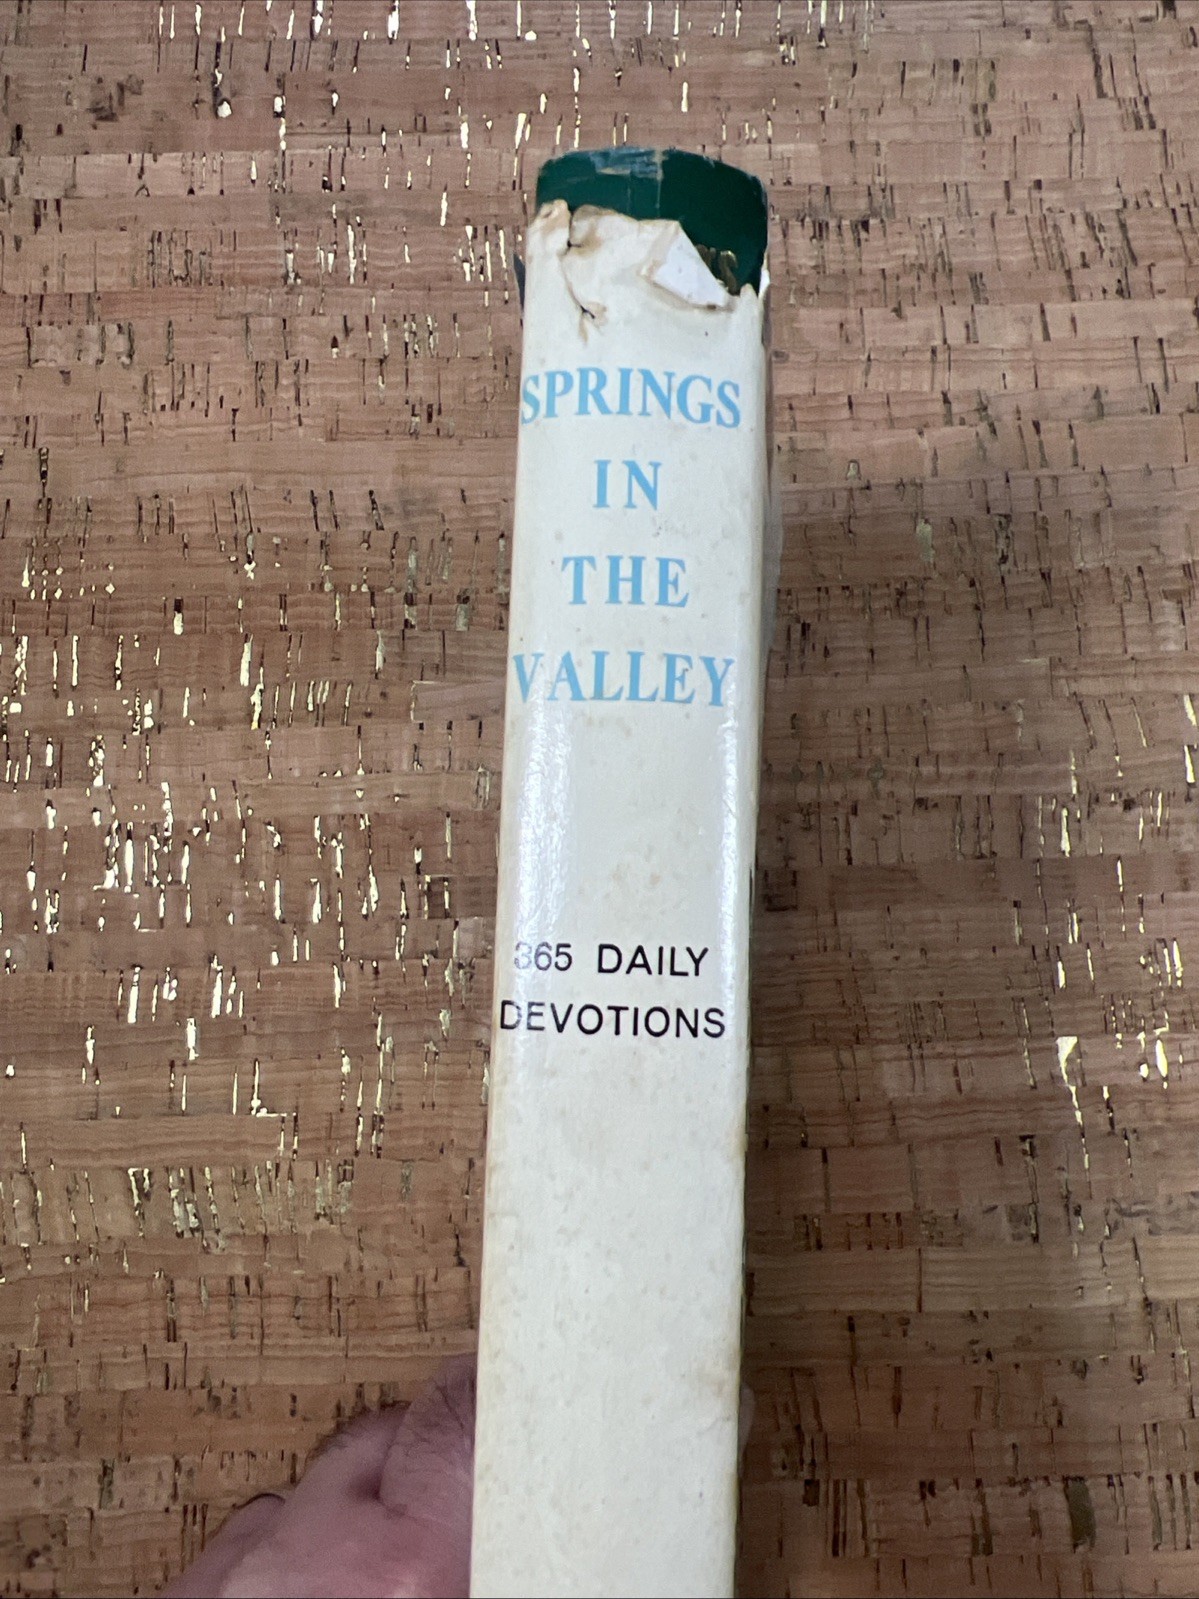 SPRINGS
IN
THE
VALLEY
365 DAILY
DEVOTIONS